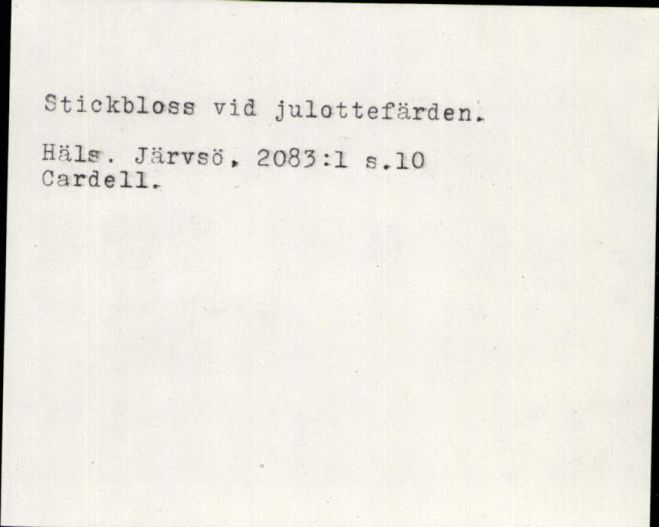 Stickbloss vid julottefärden.
Häls. Järvsö, 2083:1 s.10
Cardell.